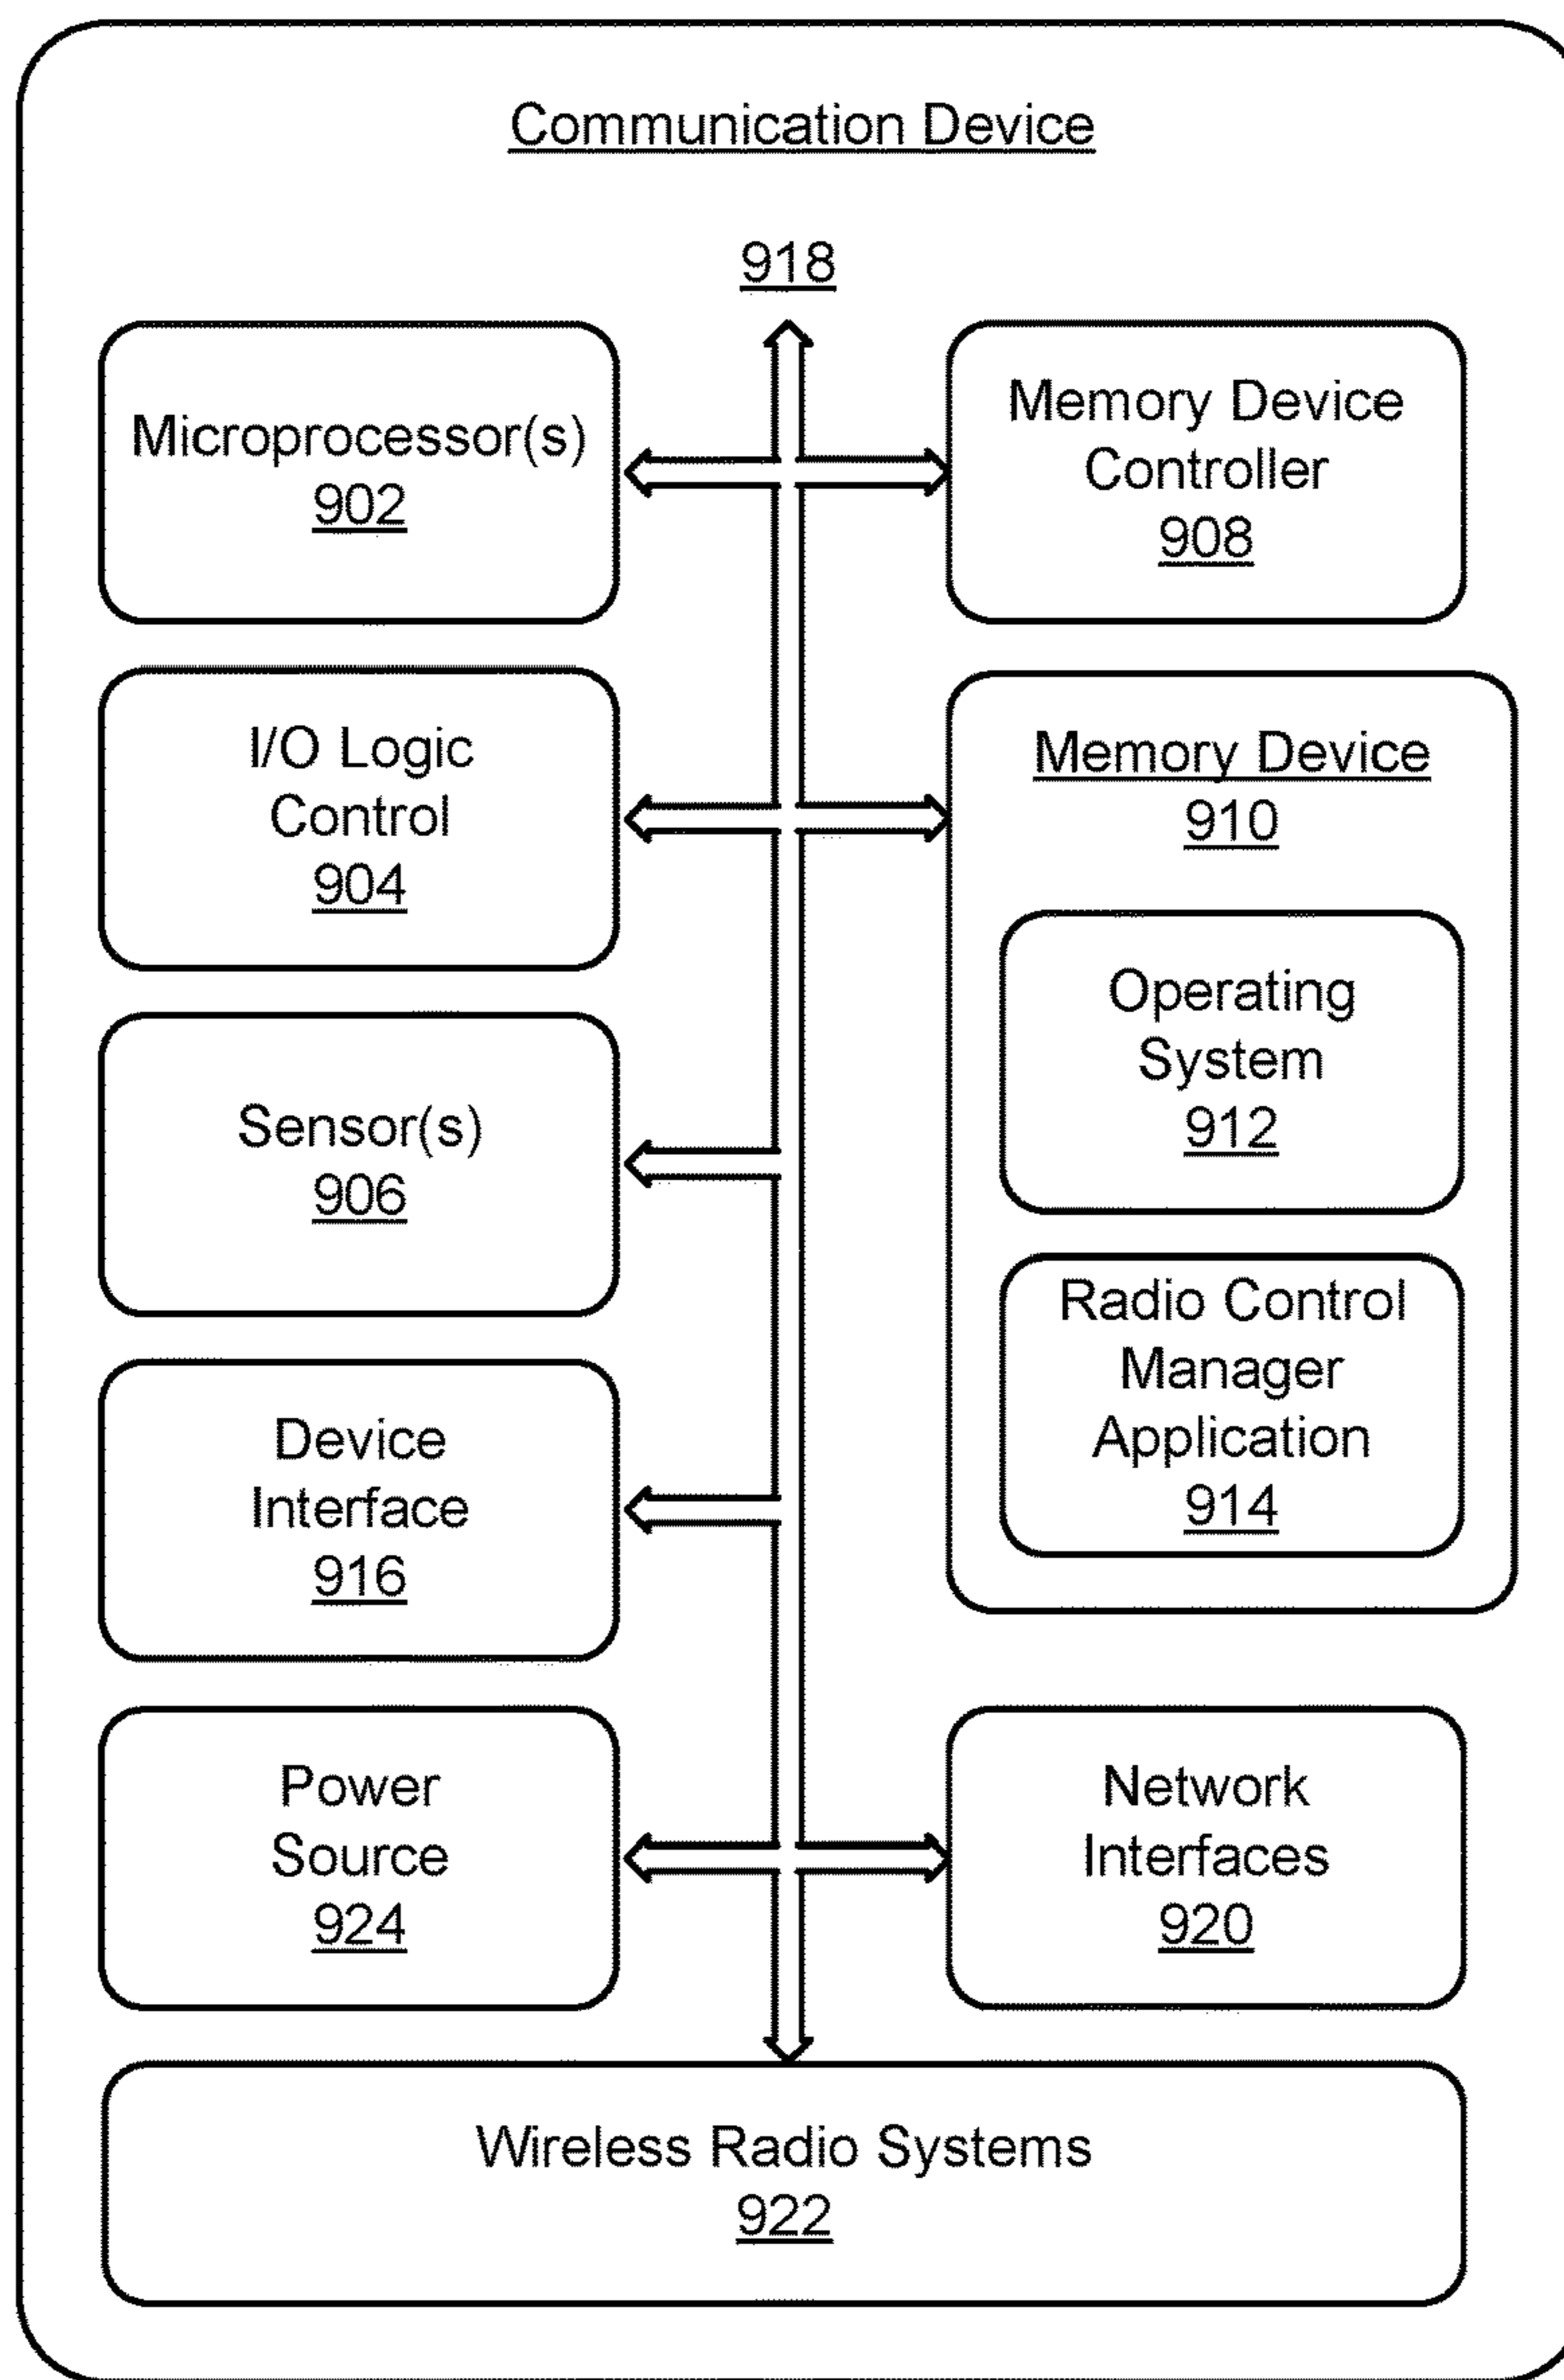 Communication Device
918
Microprocessor(s)
902
Memory Device
Controller
908
I/O Logic
Control
904
Memory Device
910
Operating
System
912
Sensor(s)
906
Radio Control
Manager
Application
914
Device
Interface
916
Power
Source
924
Network
Interfaces
920
Wireless Radio Systems
922